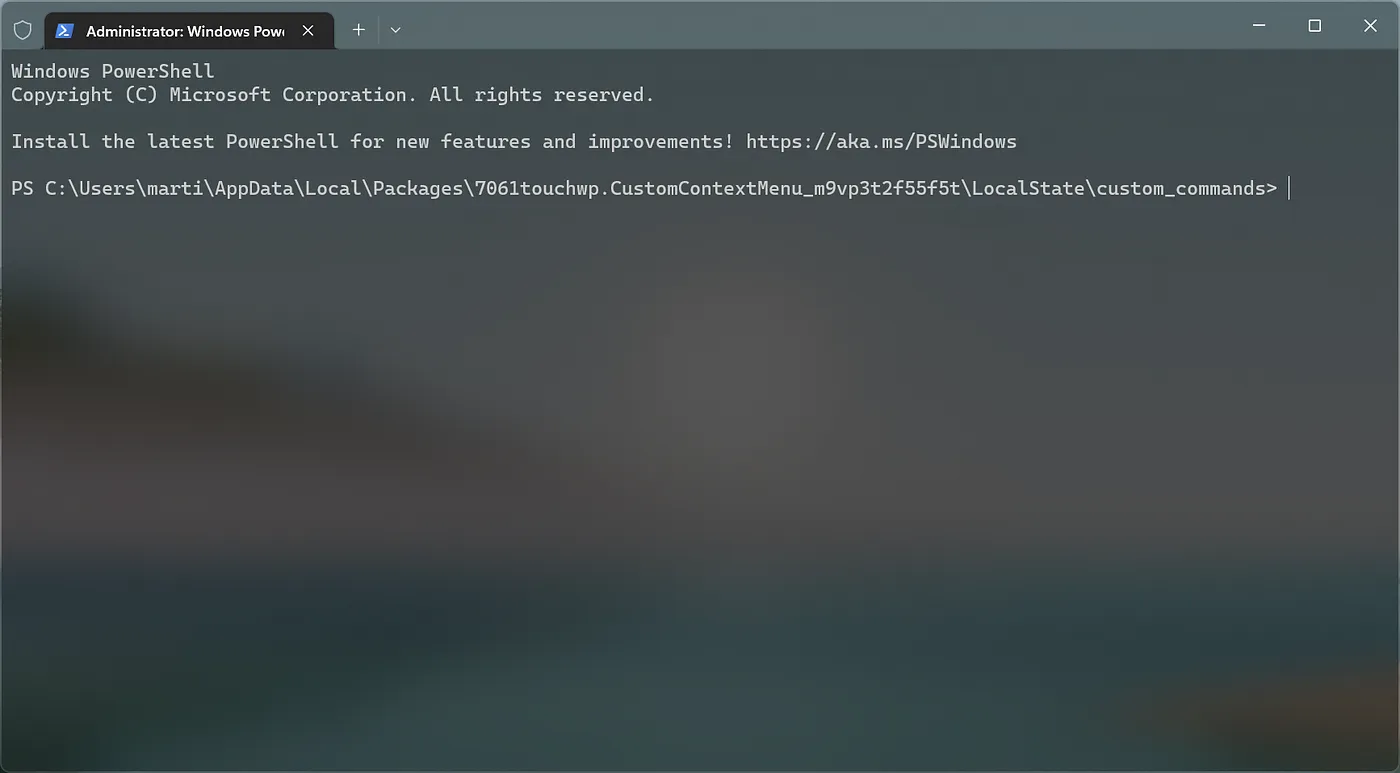 Administrator: Windows Pow
Windows PowerShell
Copyright (C) Microsoft Corporation. All rights reserved.
Install the latest PowerShell for new features and improvements! https://aka.ms/PSWindows
PS C:\Users\marti\AppData\Local\Packages\7061touchwp.CustomContextMenu_m9vp3t2f55f5t\LocalState\custom_commands>